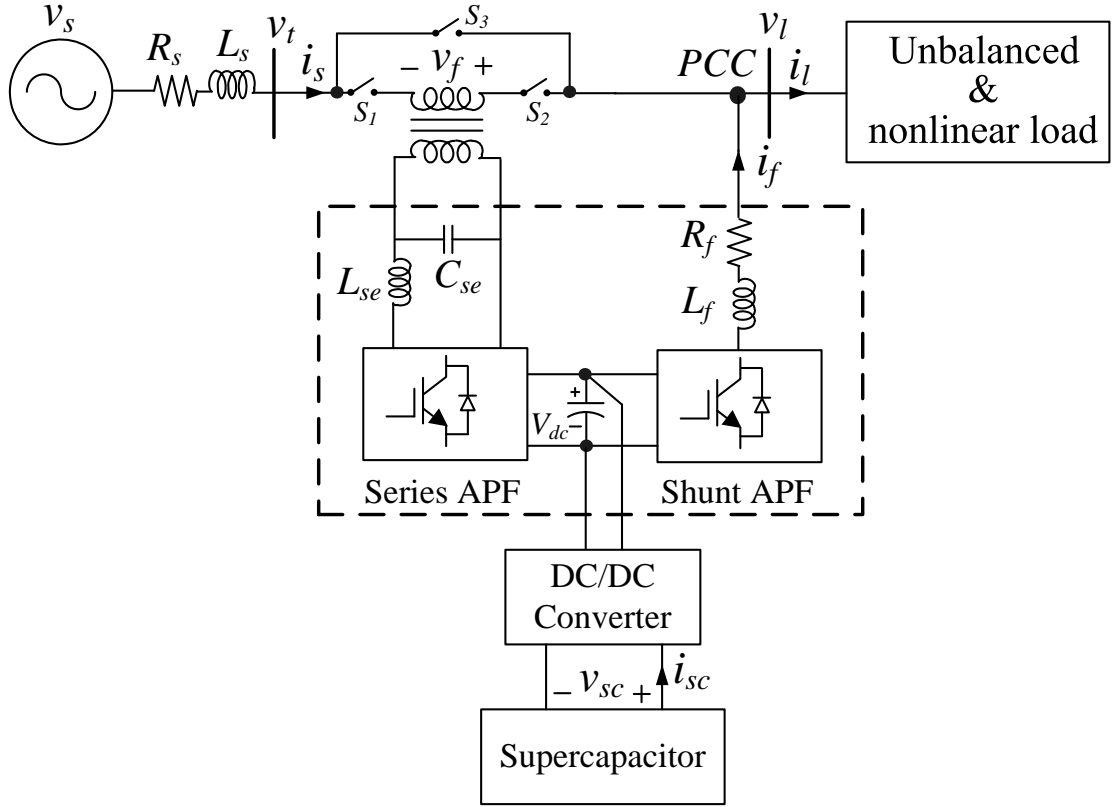 v_s
R_s
L_s
v_t
i_s
S_3
S_1
− v_f +
S_2
PCC
v_l
i_l
Unbalanced
&
nonlinear load
i_f
R_f
L_f
L_se
C_se
+
V_dc
−
Series APF
Shunt APF
DC/DC
Converter
− v_sc +
i_sc
Supercapacitor